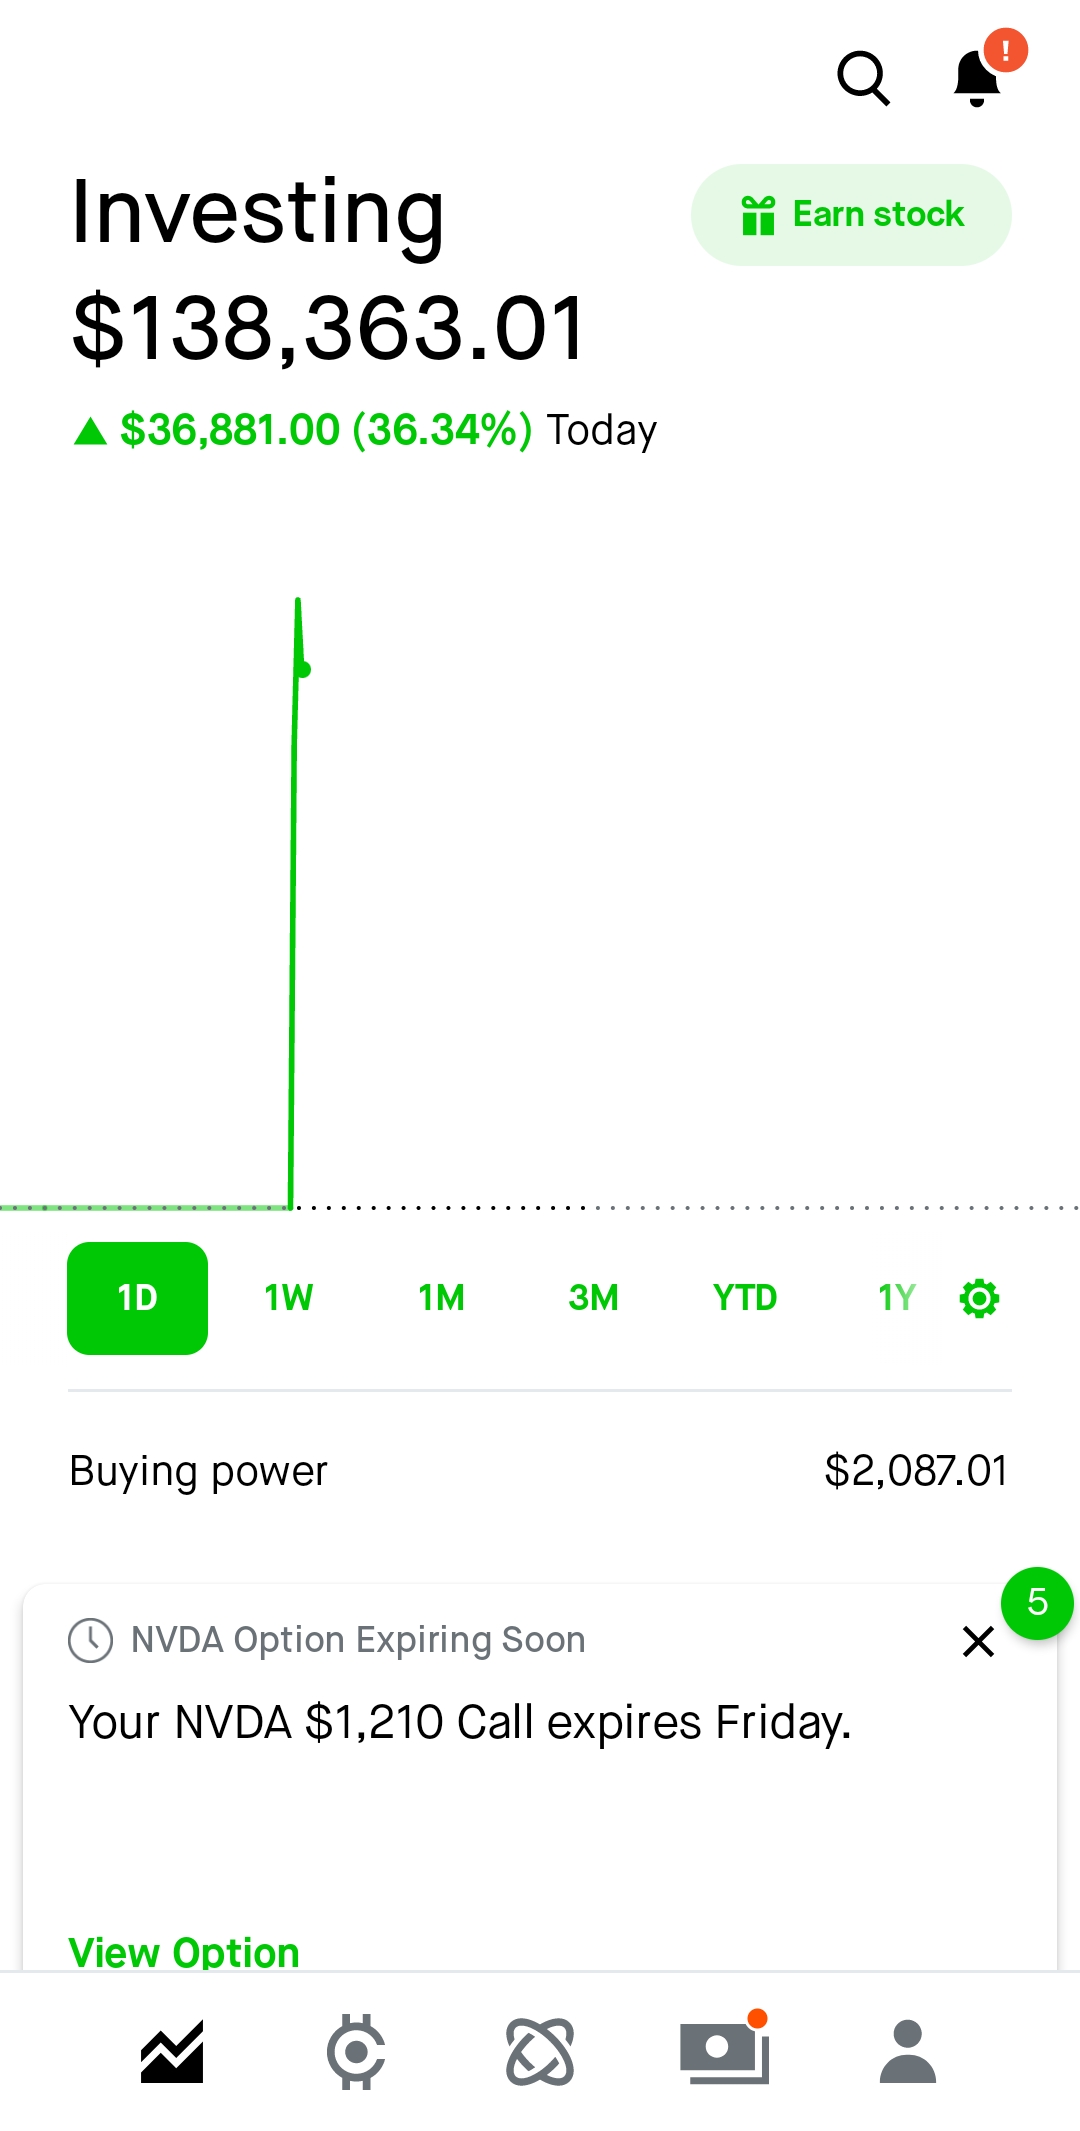 !
Investing
Earn stock
$138,363.01
▲ $36,881.00 (36.34%) Today
1D 1W 1M 3M YTD 1Y
Buying power $2,087.01
5
NVDA Option Expiring Soon
Your NVDA $1,210 Call expires Friday.
View Option